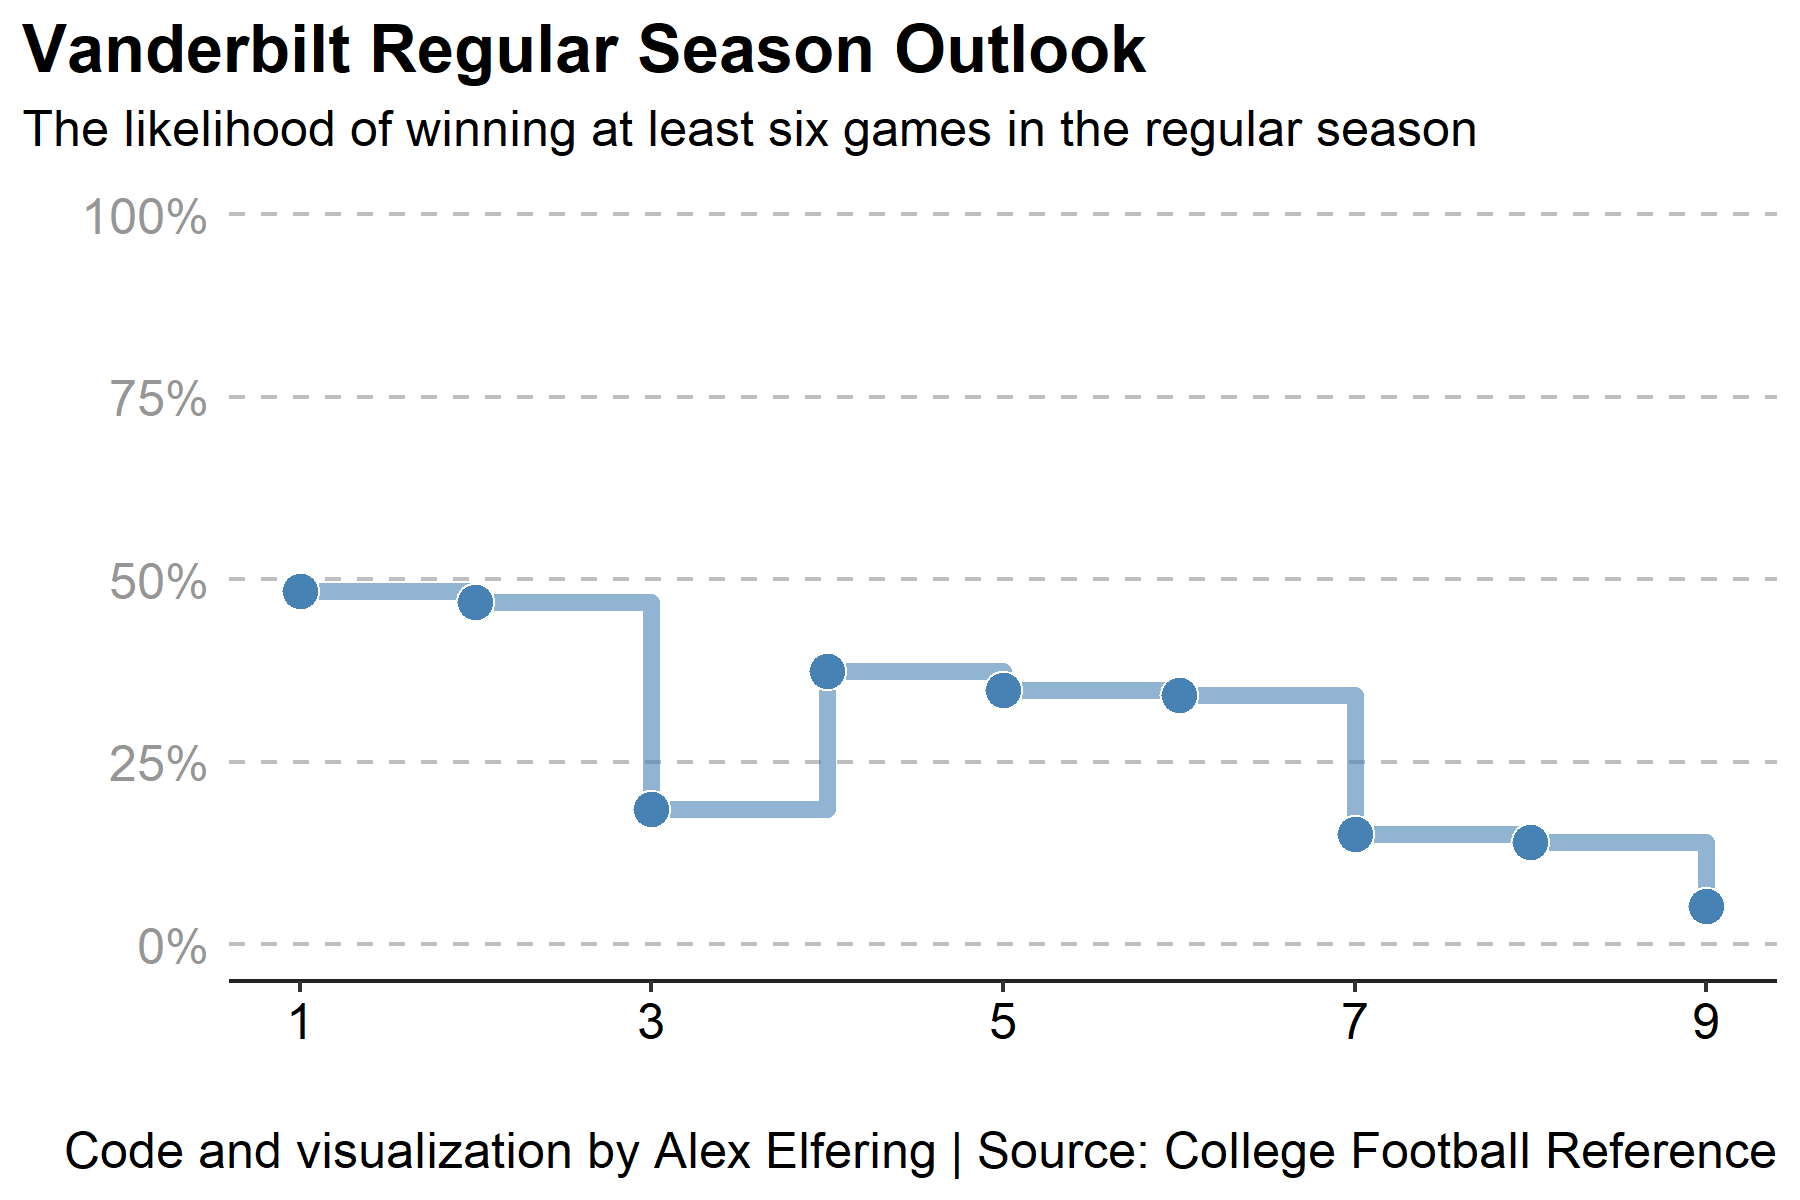 Vanderbilt Regular Season Outlook
The likelihood of winning at least six games in the regular season
100%
75%
50%
25%
0%
1 3 5 7 9
Code and visualization by Alex Elfering | Source: College Football Reference